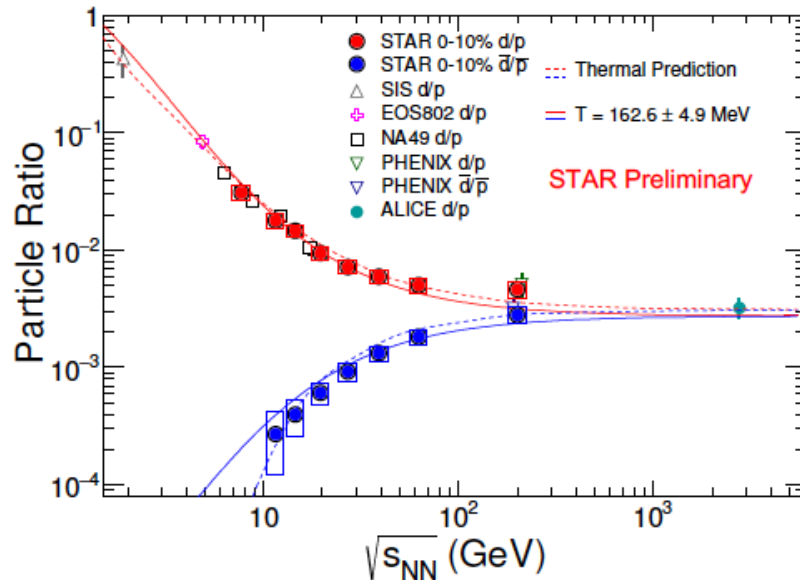 STAR 0-10% d/p
STAR 0-10% d̅/p̅
SIS d/p
EOS802 d/p
NA49 d/p
PHENIX d/p
PHENIX d̅/p̅
ALICE d/p
Thermal Prediction
T = 162.6 ± 4.9 MeV
STAR Preliminary
Particle Ratio
1
10⁻¹
10⁻²
10⁻³
10⁻⁴
10 10² 10³
√sNN (GeV)